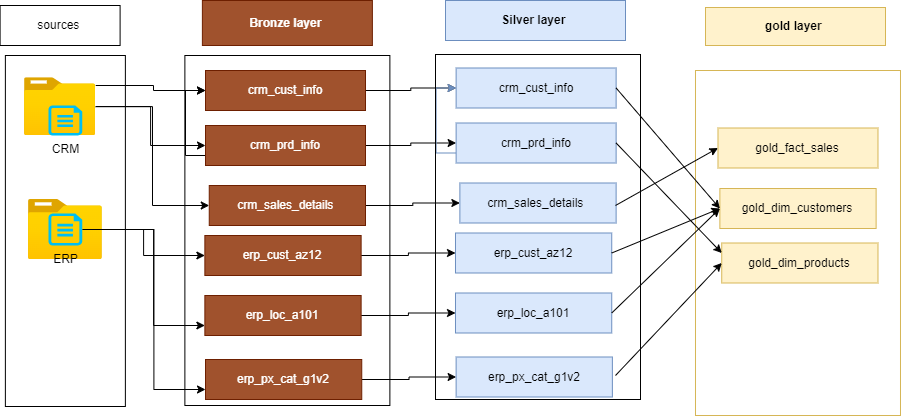 sources
Bronze layer
Silver layer
gold layer
CRM
ERP
crm_cust_info
crm_prd_info
crm_sales_details
erp_cust_az12
erp_loc_a101
erp_px_cat_g1v2
crm_cust_info
crm_prd_info
crm_sales_details
erp_cust_az12
erp_loc_a101
erp_px_cat_g1v2
gold_fact_sales
gold_dim_customers
gold_dim_products